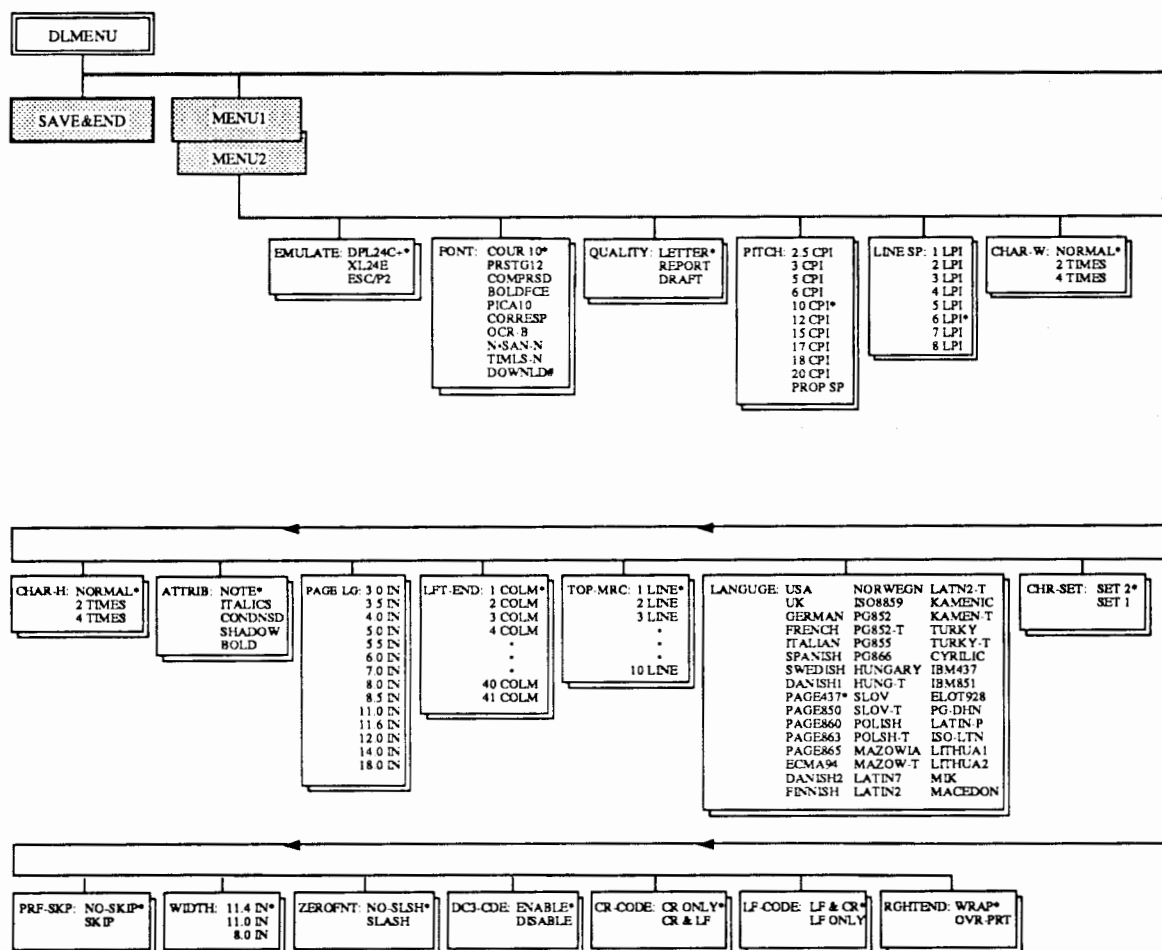 DLMENU
SAVE&END
MENU1
MENU2
EMULATE: DPL24C+*
XL24E
ESC/P2
FONT: COUR 10*
PRSTG12
COMPRSD
BOLDFCE
PICA10
CORRESP
OCR-B
N•SAN-N
TIMLS-N
DOWNLD#
QUALITY: LETTER*
REPORT
DRAFT
PITCH: 2.5 CPI
3 CPI
5 CPI
6 CPI
10 CPI*
12 CPI
15 CPI
17 CPI
18 CPI
20 CPI
PROP SP
LINE SP: 1 LPI
2 LPI
3 LPI
4 LPI
5 LPI
6 LPI*
7 LPI
8 LPI
CHAR-W: NORMAL*
2 TIMES
4 TIMES
CHAR-H: NORMAL*
2 TIMES
4 TIMES
ATTRIB: NOTE*
ITALICS
CONDNSD
SHADOW
BOLD
PAGE LG: 3.0 IN
3.5 IN
4.0 IN
5.0 IN
5.5 IN
6.0 IN
7.0 IN
8.0 IN
8.5 IN
11.0 IN
11.6 IN
12.0 IN
14.0 IN
18.0 IN
LFT-END: 1 COLM*
2 COLM
3 COLM
4 COLM
•
•
•
40 COLM
41 COLM
TOP-MRG: 1 LINE*
2 LINE
3 LINE
•
•
•
10 LINE
LANGUGE: USA NORWEGN LATN2-T
UK ISO8859 KAMENIC
GERMAN PG852 KAMEN-T
FRENCH PG852-T TURKY
ITALIAN PG855 TURKY-T
SPANISH PG866 CYRILIC
SWEDISH HUNGARY IBM437
DANISH1 HUNG-T IBM851
PAGE437* SLOV ELOT928
PAGE850 SLOV-T PG-DHN
PAGE860 POLISH LATIN-P
PAGE863 POLSH-T ISO-LTN
PAGE865 MAZOWIA LITHUA1
ECMA94 MAZOW-T LITHUA2
DANISH2 LATIN7 MIK
FINNISH LATIN2 MACEDON
CHR-SET: SET 2*
SET 1
PRF-SKP: NO-SKIP*
SKIP
WIDTH: 11.4 IN*
11.0 IN
8.0 IN
ZEROFNT: NO-SLSH*
SLASH
DC3-CDE: ENABLE*
DISABLE
CR-CODE: CR ONLY*
CR & LF
LF-CODE: LF & CR*
LF ONLY
RGHTEND: WRAP*
OVR-PRT